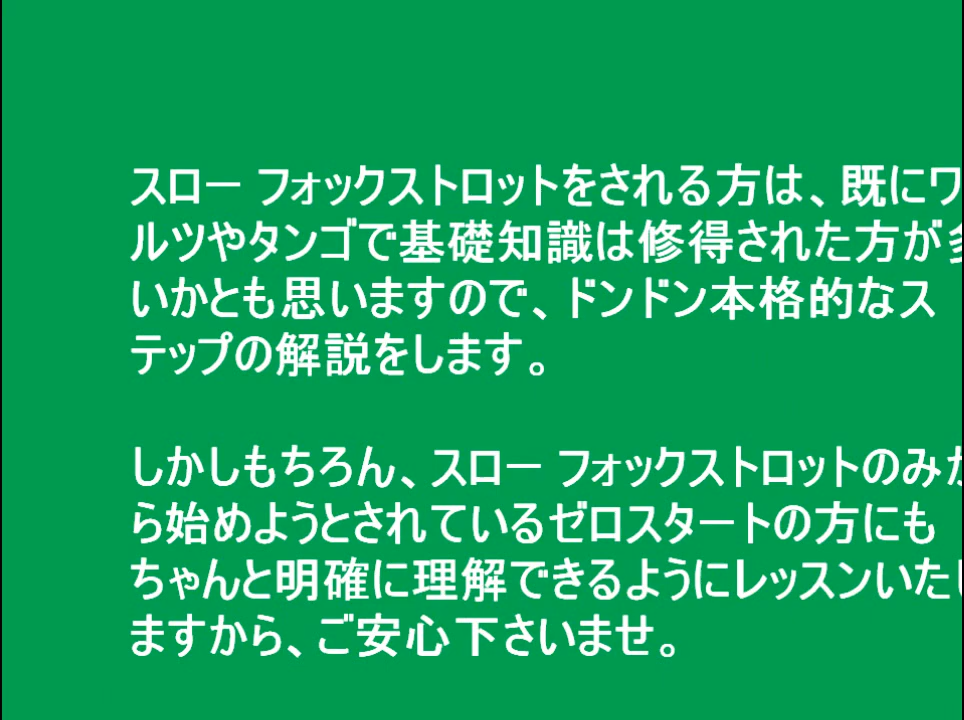 スロー フォックストロットをされる方は、既にワ
ルツやタンゴで基礎知識は修得された方が多
いかとも思いますので、ドンドン本格的なス
テップの解説をします。
しかしもちろん、スロー フォックストロットのみか
ら始めようとされているゼロスタートの方にも
ちゃんと明確に理解できるようにレッスンいたし
ますから、ご安心下さいませ。